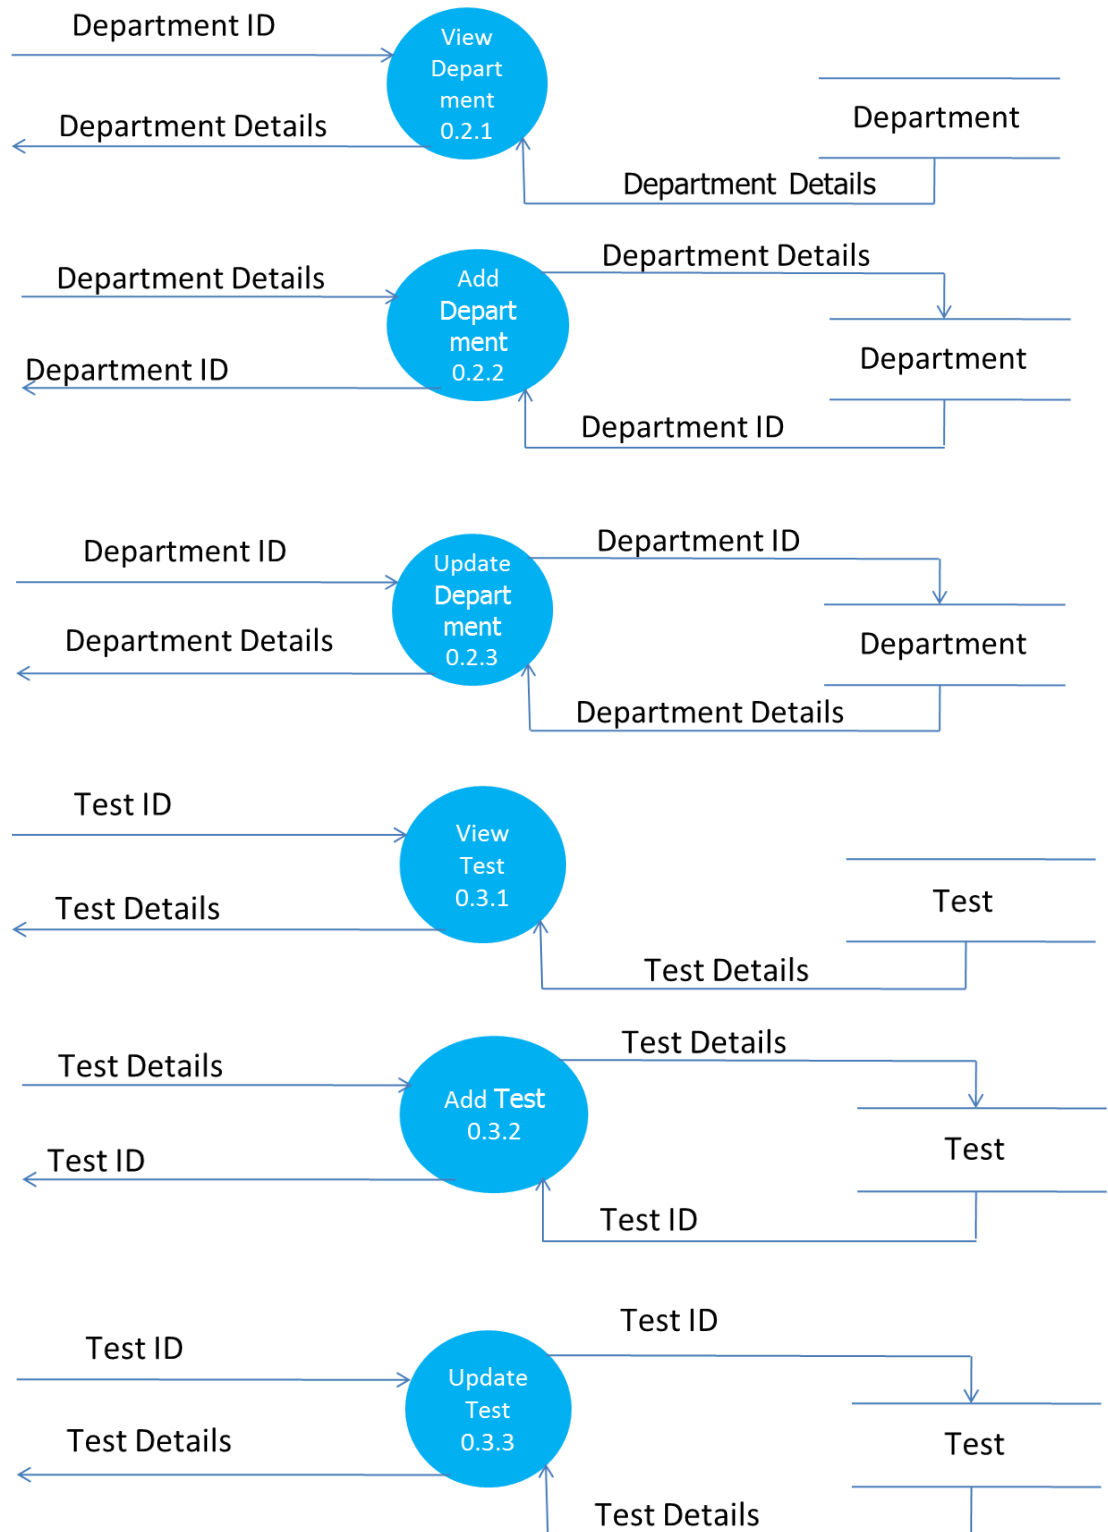 Department ID
View
Depart
ment
0.2.1
Department Details
Department
Department Details
Department Details
Add
Depart
ment
0.2.2
Department ID
Department Details
Department
Department ID
Department ID
Update
Depart
ment
0.2.3
Department Details
Department ID
Department
Department Details
Test ID
View
Test
0.3.1
Test Details
Test
Test Details
Test Details
Add Test
0.3.2
Test ID
Test Details
Test
Test ID
Test ID
Update
Test
0.3.3
Test Details
Test ID
Test
Test Details